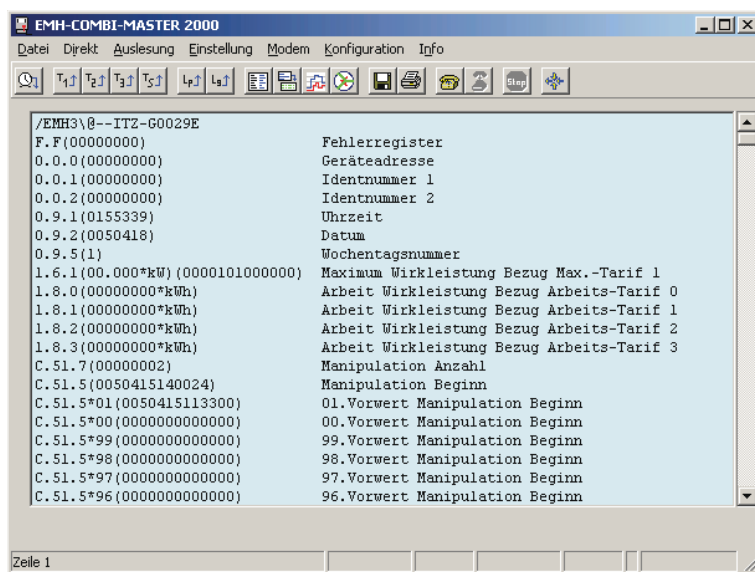 EMH-COMBI-MASTER 2000
Datei Direkt Auslesung Einstellung Modem Konfiguration Info
T1 T2 T3 TS LP LB Stop
/EMH3\@--ITZ-G0029E
F.F(00000000) Fehlerregister
0.0.0(00000000) Geräteadresse
0.0.1(00000000) Identnummer 1
0.0.2(00000000) Identnummer 2
0.9.1(0155339) Uhrzeit
0.9.2(0050418) Datum
0.9.5(1) Wochentagsnummer
1.6.1(00.000*kW)(0000101000000) Maximum Wirkleistung Bezug Max.-Tarif 1
1.8.0(00000000*kWh) Arbeit Wirkleistung Bezug Arbeits-Tarif 0
1.8.1(00000000*kWh) Arbeit Wirkleistung Bezug Arbeits-Tarif 1
1.8.2(00000000*kWh) Arbeit Wirkleistung Bezug Arbeits-Tarif 2
1.8.3(00000000*kWh) Arbeit Wirkleistung Bezug Arbeits-Tarif 3
C.51.7(00000002) Manipulation Anzahl
C.51.5(0050415140024) Manipulation Beginn
C.51.5*01(0050415113300) 01.Vorwert Manipulation Beginn
C.51.5*00(0000000000000) 00.Vorwert Manipulation Beginn
C.51.5*99(0000000000000) 99.Vorwert Manipulation Beginn
C.51.5*98(0000000000000) 98.Vorwert Manipulation Beginn
C.51.5*97(0000000000000) 97.Vorwert Manipulation Beginn
C.51.5*96(0000000000000) 96.Vorwert Manipulation Beginn
Zeile 1